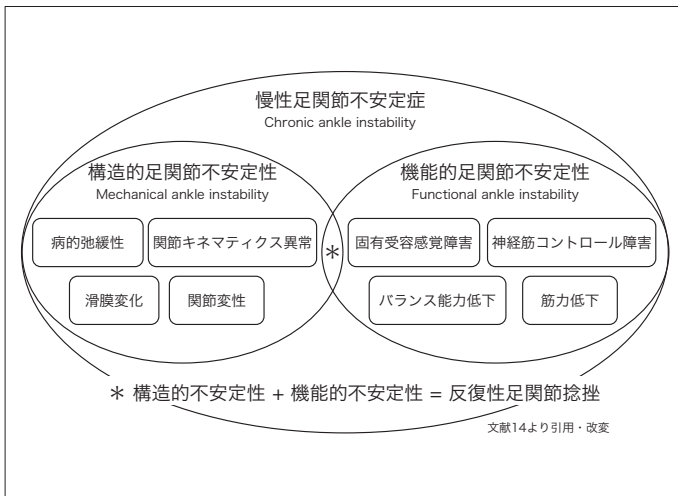 慢性足関節不安定症
Chronic ankle instability
構造的足関節不安定性
Mechanical ankle instability
機能的足関節不安定性
Functional ankle instability
病的弛緩性
関節キネマティクス異常
*
固有受容感覚障害
神経筋コントロール障害
滑膜変化
関節変性
バランス能力低下
筋力低下
* 構造的不安定性 + 機能的不安定性 = 反復性足関節捻挫
文献14より引用・改変